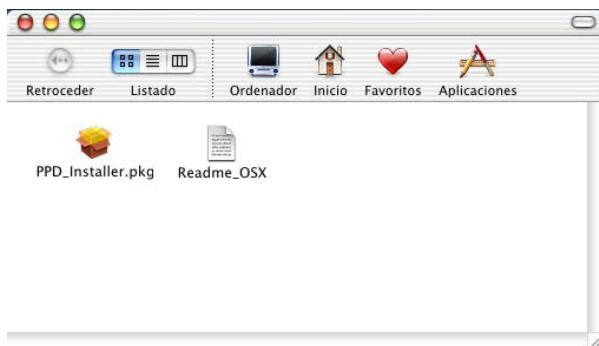 Retroceder Listado Ordenador Inicio Favoritos Aplicaciones
PPD_Installer.pkg Readme_OSX